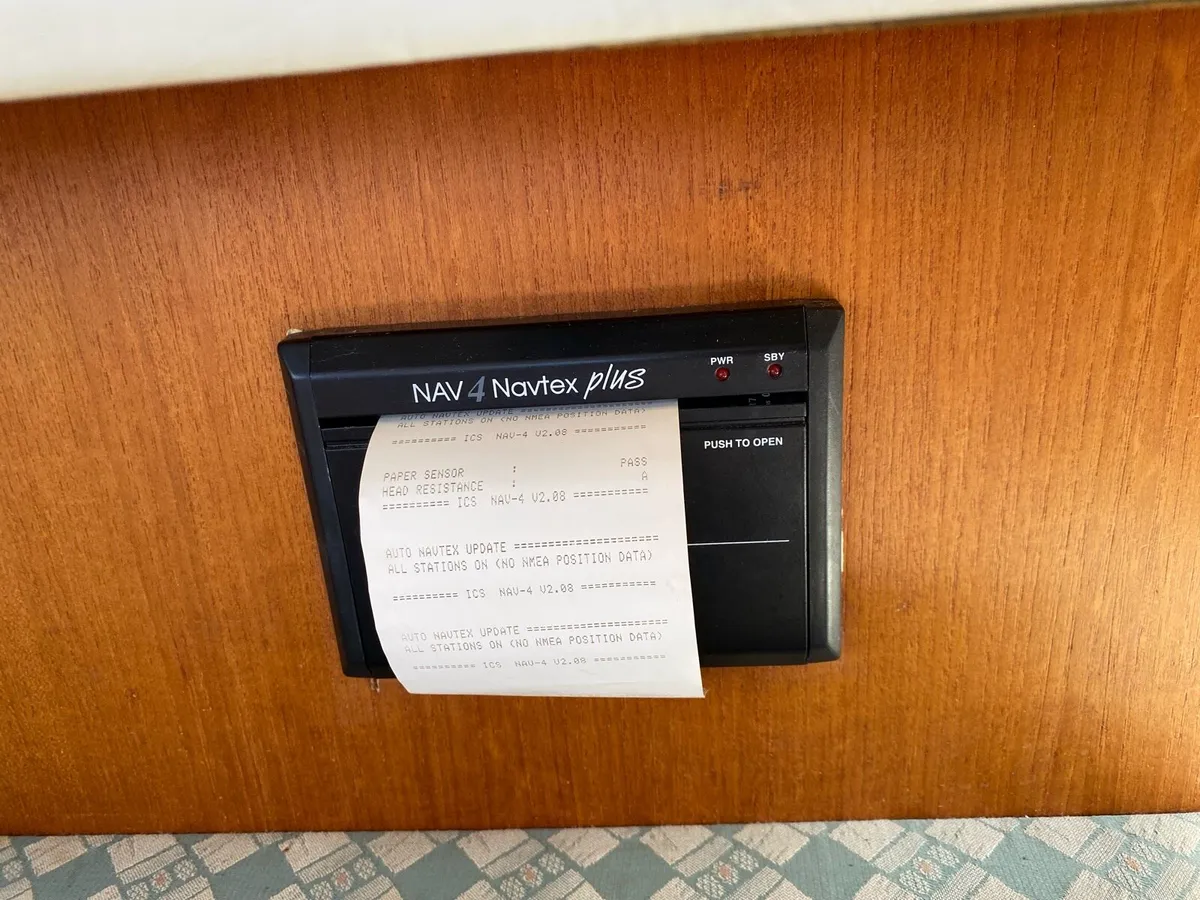 PWR SBY
NAV 4 Navtex plus
AUTO NAVTEX UPDATE =====================
ALL STATIONS ON (NO NMEA POSITION DATA)
========== ICS NAV-4 V2.08 ===========
PUSH TO OPEN
PAPER SENSOR : PASS
HEAD RESISTANCE : A
========== ICS NAV-4 V2.08 ===========
AUTO NAVTEX UPDATE =====================
ALL STATIONS ON (NO NMEA POSITION DATA)
========== ICS NAV-4 V2.08 ===========
AUTO NAVTEX UPDATE =====================
ALL STATIONS ON (NO NMEA POSITION DATA)
========== ICS NAV-4 V2.08 ===========